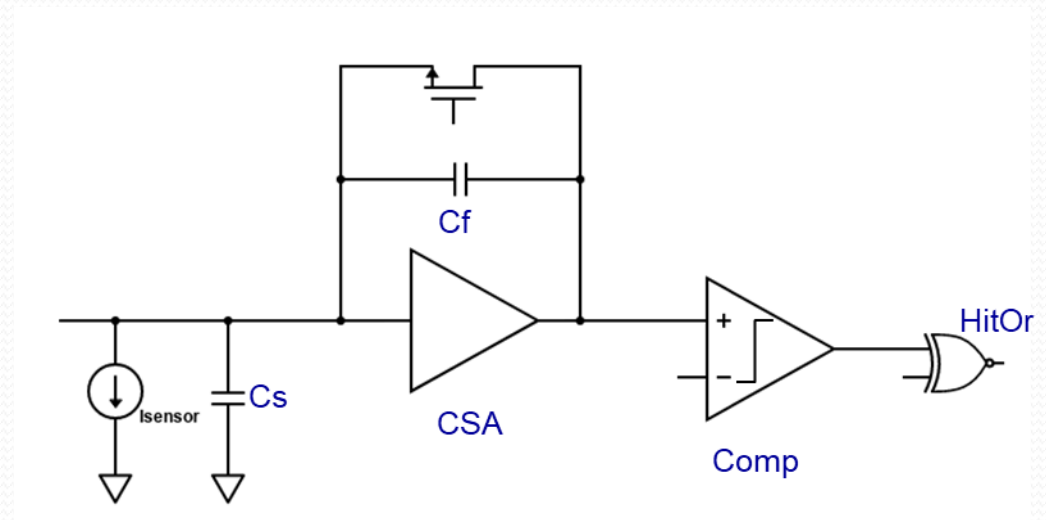 Cf
HitOr
+
-
Cs
Isensor
CSA
Comp